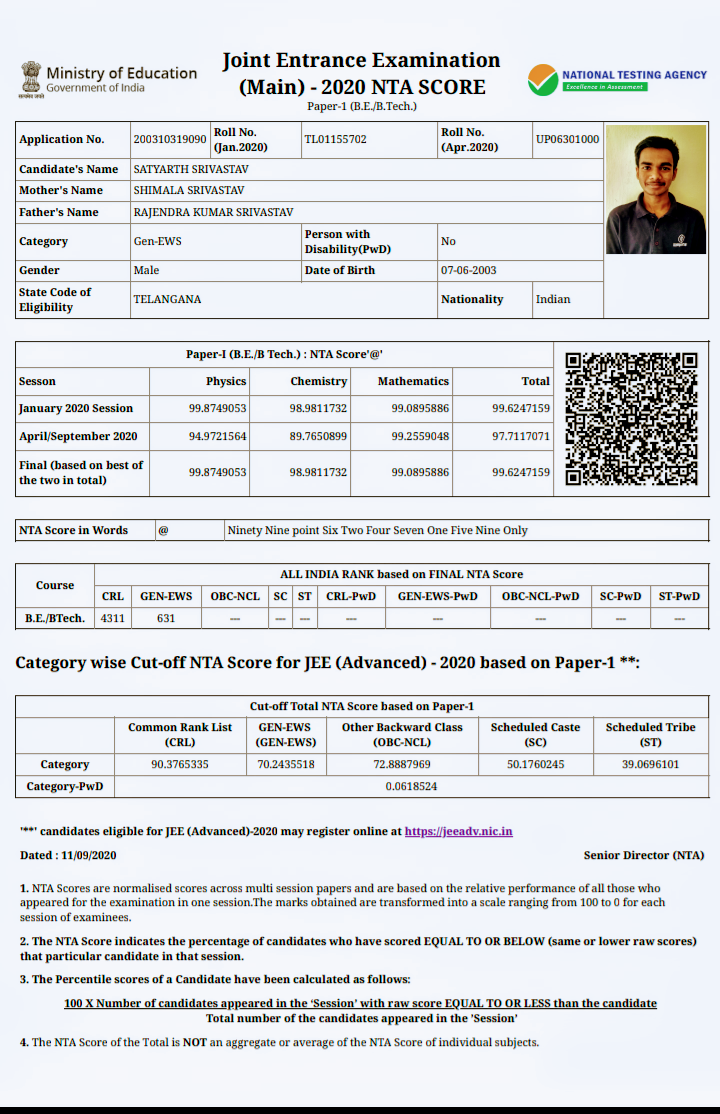 Joint Entrance Examination
(Main) - 2020 NTA SCORE
Paper-1 (B.E./B.Tech.)
Ministry of Education
Government of India
सत्यमेव जयते
NATIONAL TESTING AGENCY
Excellence in Assessment
Application No. 200310319090 Roll No. (Jan.2020) TL01155702 Roll No. (Apr.2020) UP06301000
Candidate's Name SATYARTH SRIVASTAV
Mother's Name SHIMALA SRIVASTAV
Father's Name RAJENDRA KUMAR SRIVASTAV
Category Gen-EWS Person with Disability(PwD) No
Gender Male Date of Birth 07-06-2003
State Code of Eligibility TELANGANA Nationality Indian
Paper-I (B.E./B Tech.) : NTA Score'@'
Sesson Physics Chemistry Mathematics Total
January 2020 Session 99.8749053 98.9811732 99.0895886 99.6247159
April/September 2020 94.9721564 89.7650899 99.2559048 97.7117071
Final (based on best of the two in total) 99.8749053 98.9811732 99.0895886 99.6247159
NTA Score in Words @ Ninety Nine point Six Two Four Seven One Five Nine Only
Course ALL INDIA RANK based on FINAL NTA Score
CRL GEN-EWS OBC-NCL SC ST CRL-PwD GEN-EWS-PwD OBC-NCL-PwD SC-PwD ST-PwD
B.E./BTech. 4311 631 --- --- --- --- --- --- --- ---
Category wise Cut-off NTA Score for JEE (Advanced) - 2020 based on Paper-1 **:
Cut-off Total NTA Score based on Paper-1
Common Rank List (CRL) GEN-EWS (GEN-EWS) Other Backward Class (OBC-NCL) Scheduled Caste (SC) Scheduled Tribe (ST)
Category 90.3765335 70.2435518 72.8887969 50.1760245 39.0696101
Category-PwD 0.0618524
'**' candidates eligible for JEE (Advanced)-2020 may register online at https://jeeadv.nic.in
Dated : 11/09/2020 Senior Director (NTA)
1. NTA Scores are normalised scores across multi session papers and are based on the relative performance of all those who
appeared for the examination in one session.The marks obtained are transformed into a scale ranging from 100 to 0 for each
session of examinees.
2. The NTA Score indicates the percentage of candidates who have scored EQUAL TO OR BELOW (same or lower raw scores)
that particular candidate in that session.
3. The Percentile scores of a Candidate have been calculated as follows:
100 X Number of candidates appeared in the 'Session' with raw score EQUAL TO OR LESS than the candidate
Total number of the candidates appeared in the 'Session'
4. The NTA Score of the Total is NOT an aggregate or average of the NTA Score of individual subjects.